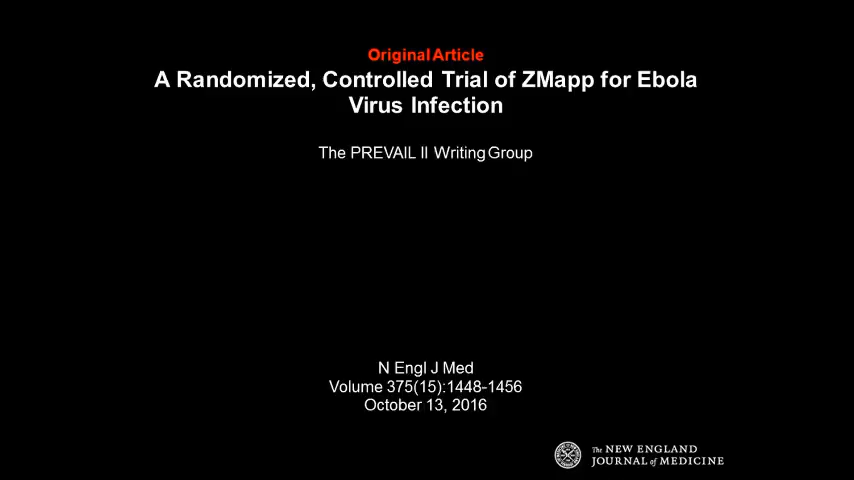 Original Article
A Randomized, Controlled Trial of ZMapp for Ebola
Virus Infection
The PREVAIL II Writing Group
N Engl J Med
Volume 375(15):1448-1456
October 13, 2016
The NEW ENGLAND
JOURNAL of MEDICINE